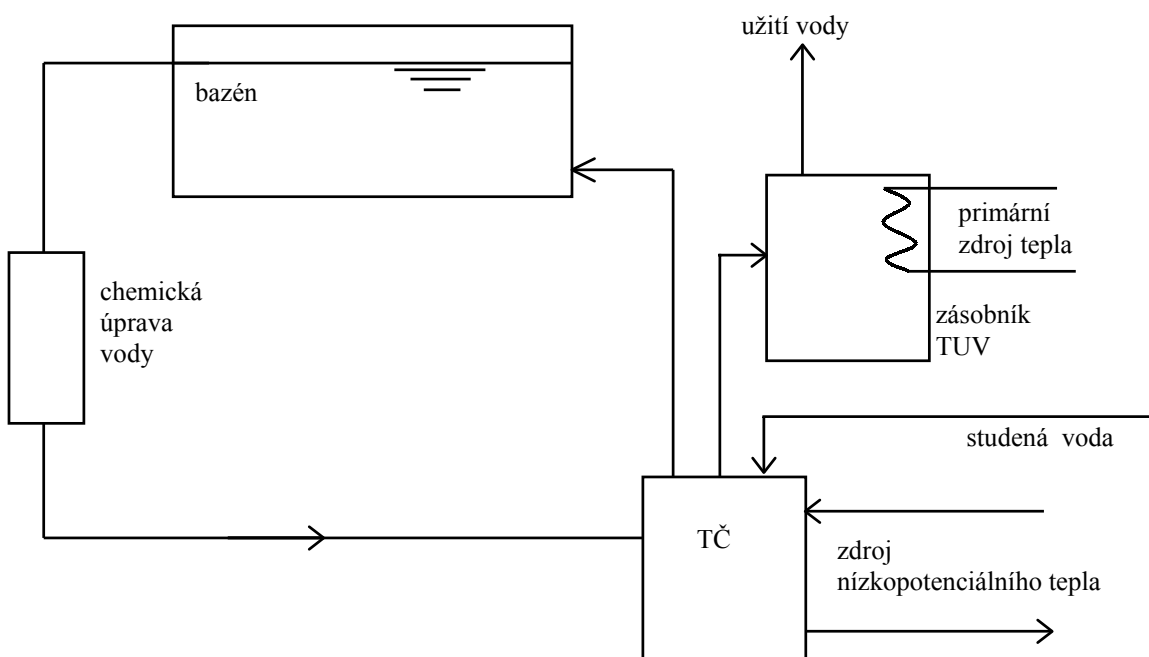 užití vody
bazén
primární
zdroj tepla
chemická
úprava
vody
zásobník
TUV
studená voda
TČ
zdroj
nízkopotenciálního tepla